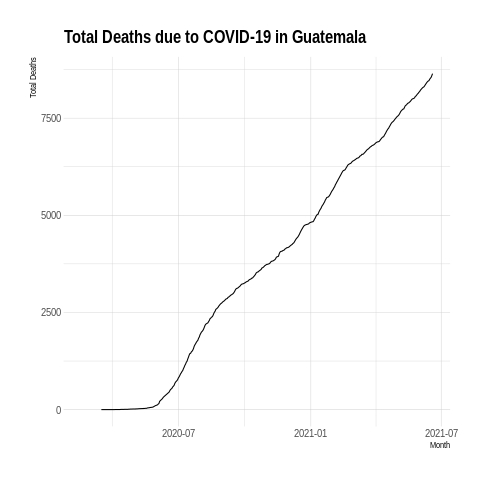 Total Deaths due to COVID-19 in Guatemala
Total Deaths
7500
5000
2500
0
2020-07
2021-01
2021-07
Month